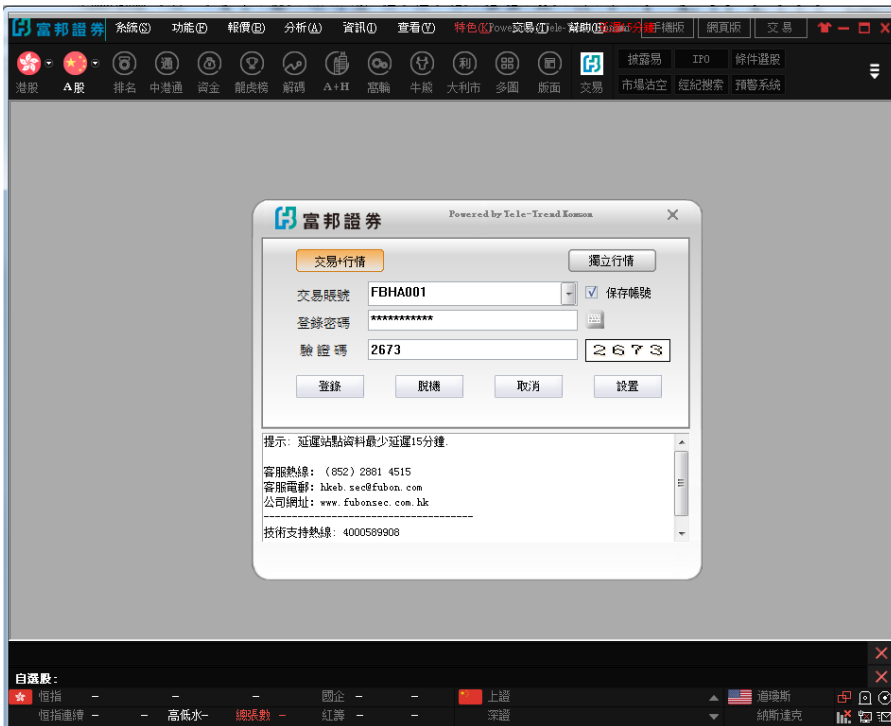 富邦證券 系統(S) 功能(F) 報價(B) 分析(A) 資訊(I) 查看(V) 特色(K) 交易(T) 幫助(H) 手機版 網頁版 交易
披露易 IPO 條件選股
港股 A股 排名 中港通 資金 龍虎榜 解碼 A+H 窩輪 牛熊 大利市 多圖 版面 交易 市場沽空 經紀搜索 預警系統
富邦證券 Powered by Tele-Trend Konson
交易+行情 獨立行情
交易賬號 FBHA001 保存帳號
登錄密碼 ***********
驗證碼 2673 2673
登錄 脫機 取消 設置
提示: 延遲站點資料最少延遲15分鐘.
客服熱線: (852) 2881 4515
客服電郵: hkeb.sec@fubon.com
公司網址: www.fubonsec.com.hk
------------------------------------
技術支持熱線: 4000589908
自選股:
恒指 - - - 國企 - - 上證 道瓊斯
恒指連續 - - 高低水- 總張數 - 紅籌 - - 深證 納斯達克